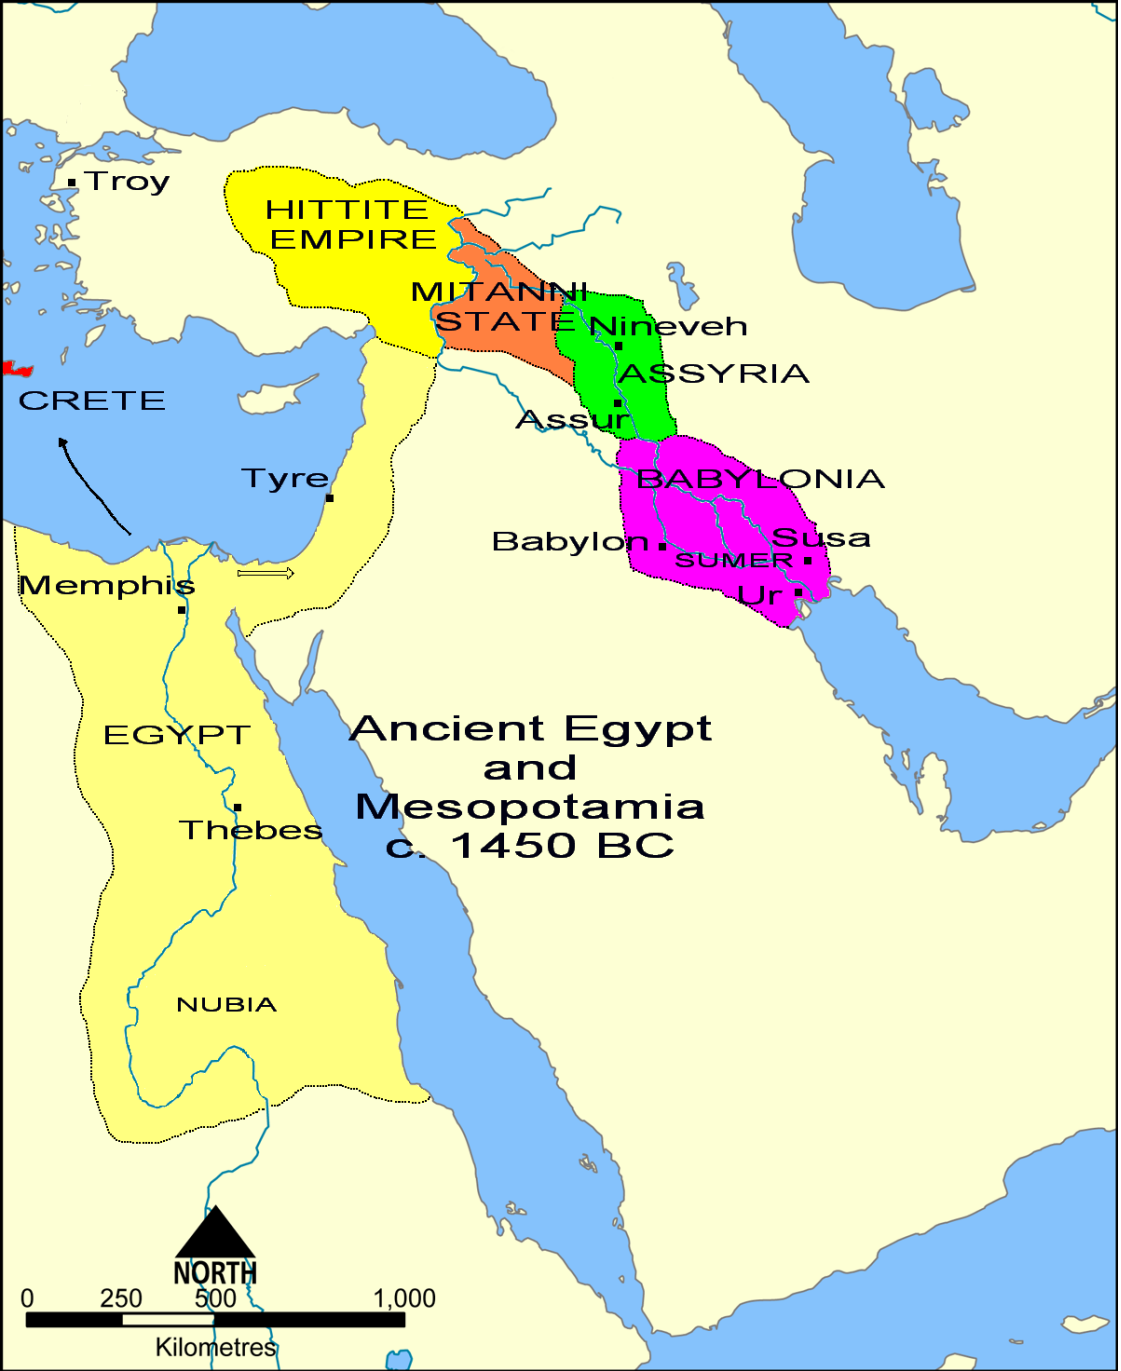 Troy
HITTITE
EMPIRE
MITANNI
STATE
Nineveh
ASSYRIA
CRETE
Assur
Tyre
BABYLONIA
Babylon
Susa
SUMER
Memphis
Ur
EGYPT
Ancient Egypt
and
Mesopotamia
c. 1450 BC
Thebes
NUBIA
NORTH
0 250 500 1,000
Kilometres